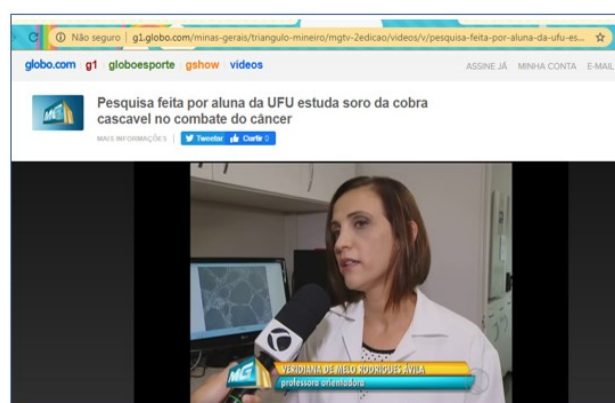 Não seguro | g1.globo.com/minas-gerais/triangulo-mineiro/mgtv-2edicao/videos/v/pesquisa-feita-por-aluna-da-ufu-es...
globo.com g1 globoesporte gshow videos ASSINE JÁ MINHA CONTA E-MAIL
MG
Pesquisa feita por aluna da UFU estuda soro da cobra
cascavel no combate do câncer
MAIS INFORMAÇÕES Tweetar Curtir 0
MG
VERIDIANA DE MELO RODRIGUES ÁVILA
professora orientadora